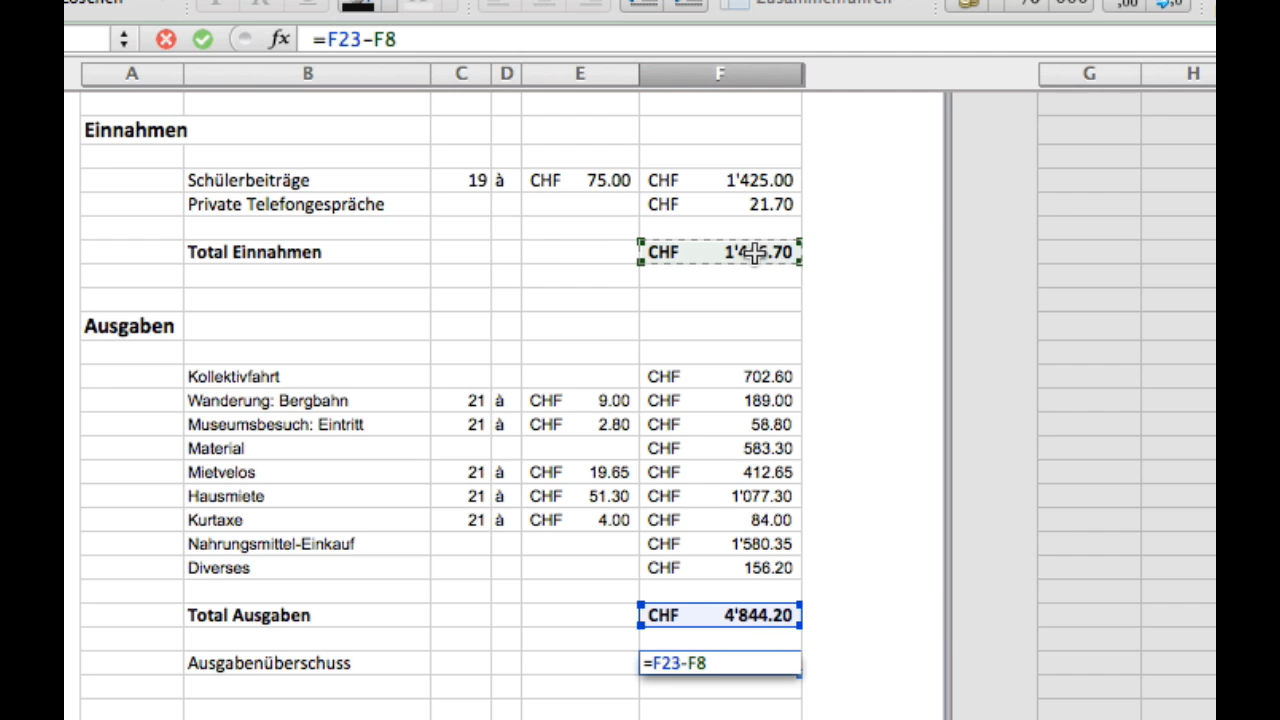 =F23-F8
A B C D E F G H
Einnahmen
Schülerbeiträge 19 à CHF 75.00 CHF 1'425.00
Private Telefongespräche CHF 21.70
Total Einnahmen CHF
Ausgaben
Kollektivfahrt CHF 702.60
Wanderung: Bergbahn 21 à CHF 9.00 CHF 189.00
Museumsbesuch: Eintritt 21 à CHF 2.80 CHF 58.80
Material CHF 583.30
Mietvelos 21 à CHF 19.65 CHF 412.65
Hausmiete 21 à CHF 51.30 CHF 1'077.30
Kurtaxe 21 à CHF 4.00 CHF 84.00
Nahrungsmittel-Einkauf CHF 1'580.35
Diverses CHF 156.20
Total Ausgaben CHF 4'844.20
Ausgabenüberschuss =F23-F8